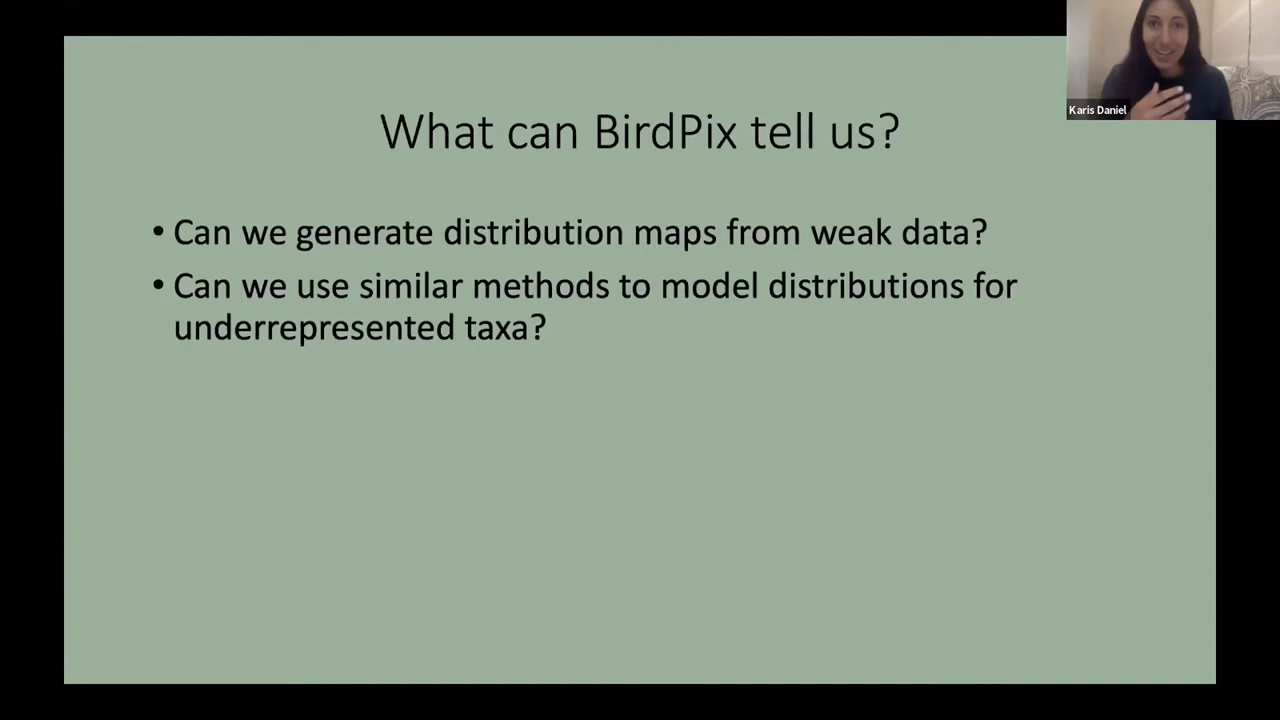 Karis Daniel
What can BirdPix tell us?
• Can we generate distribution maps from weak data?
• Can we use similar methods to model distributions for
underrepresented taxa?